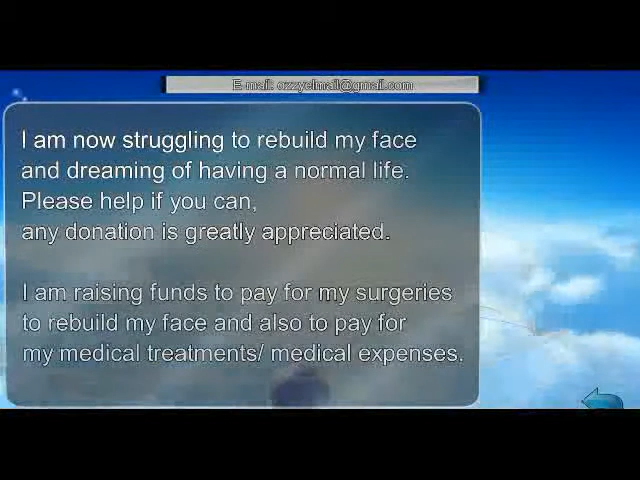 E-mail: ozzyclmail@gmail.com
I am now struggling to rebuild my face
and dreaming of having a normal life.
Please help if you can,
any donation is greatly appreciated.
I am raising funds to pay for my surgeries
to rebuild my face and also to pay for
my medical treatments/ medical expenses.